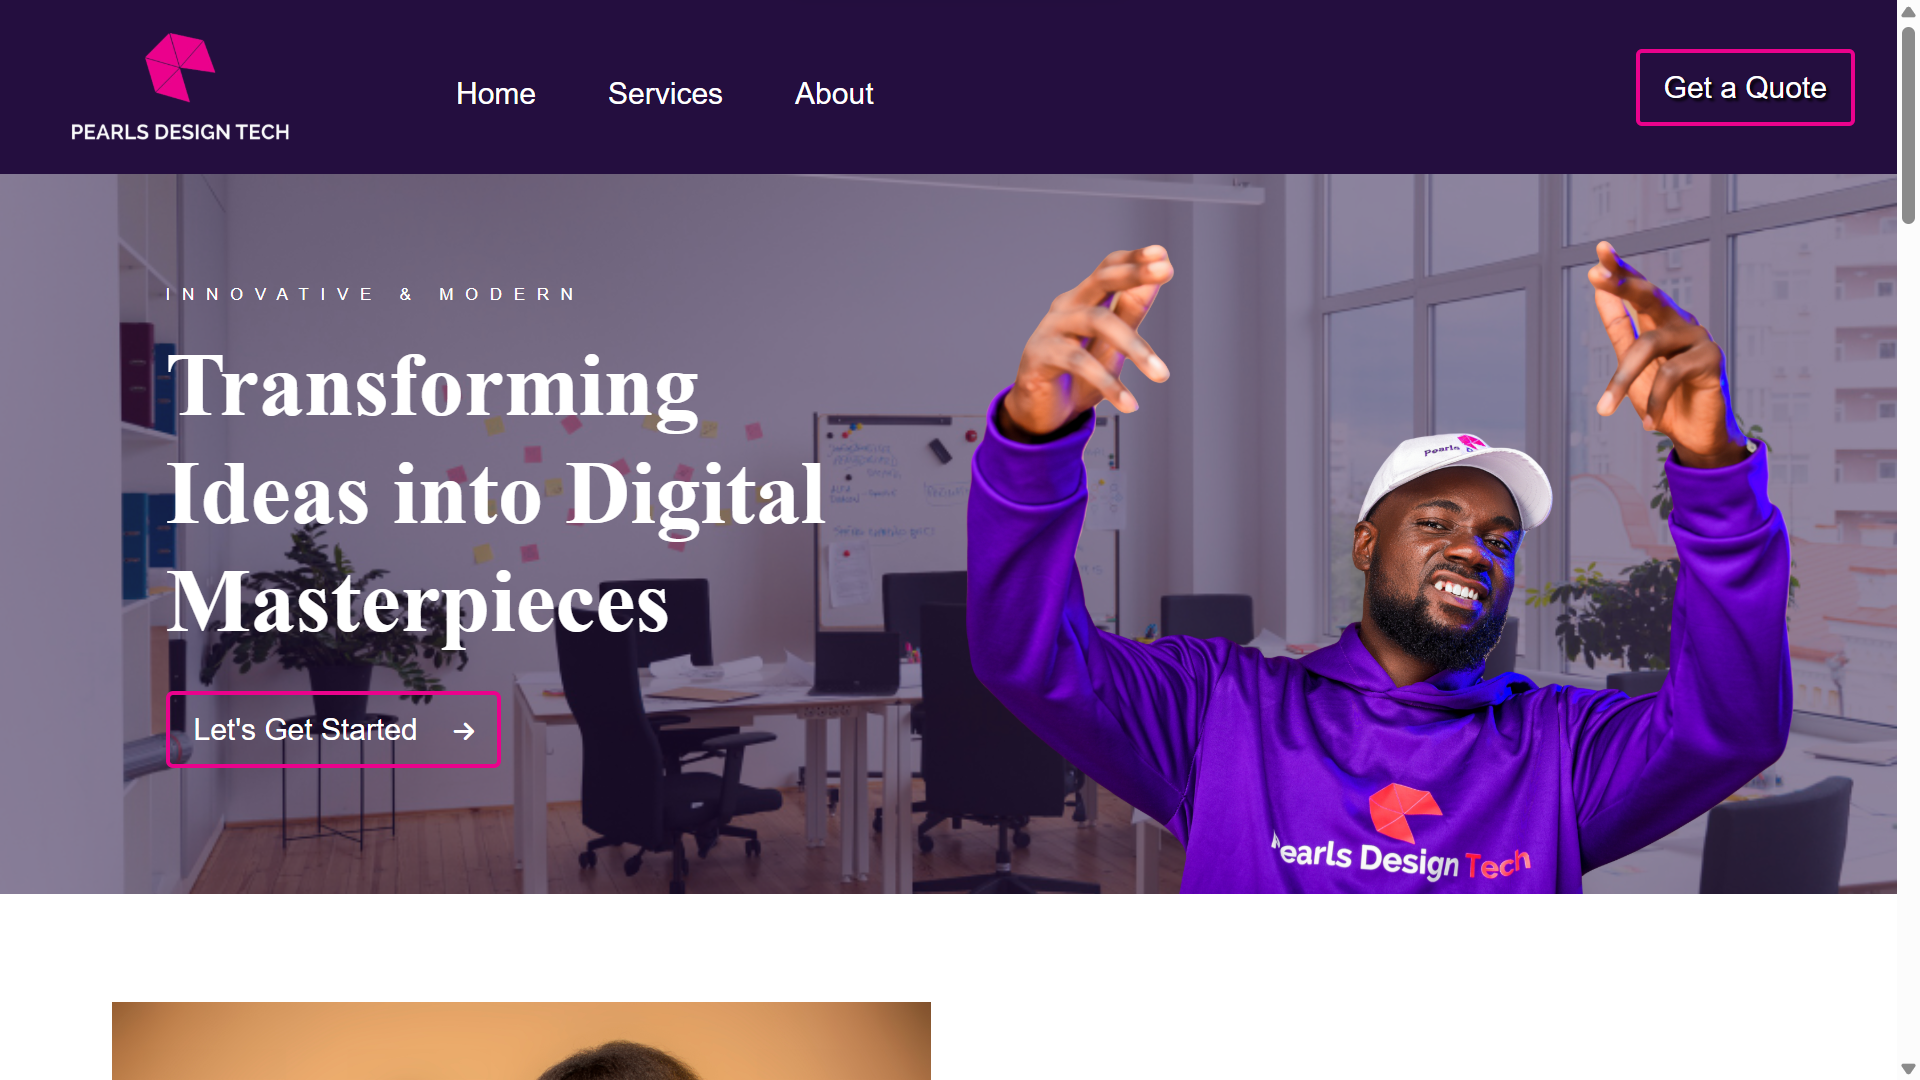 PEARLS DESIGN TECH
Home
Services
About
Get a Quote
INNOVATIVE & MODERN
Transforming
Ideas into Digital
Masterpieces
Let's Get Started
Pearls
Pearls Design Tech